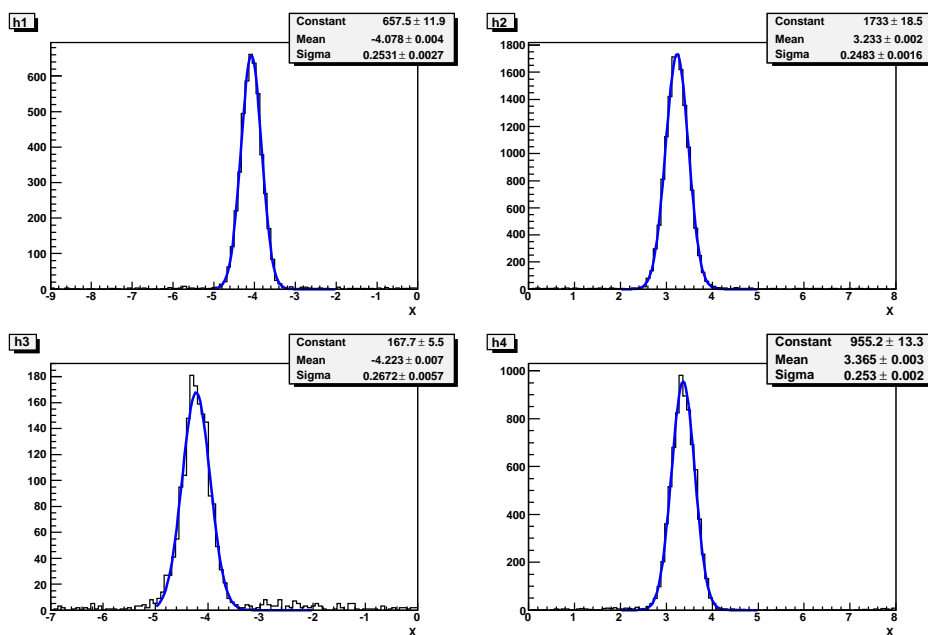 h1
Constant 657.5 ± 11.9
Mean -4.078 ± 0.004
Sigma 0.2531 ± 0.0027
600
500
400
300
200
100
0
-9 -8 -7 -6 -5 -4 -3 -2 -1 0
X
h2
Constant 1733 ± 18.5
Mean 3.233 ± 0.002
Sigma 0.2483 ± 0.0016
1800
1600
1400
1200
1000
800
600
400
200
0
0 1 2 3 4 5 6 7 8
X
h3
Constant 167.7 ± 5.5
Mean -4.223 ± 0.007
Sigma 0.2672 ± 0.0057
180
160
140
120
100
80
60
40
20
0
-7 -6 -5 -4 -3 -2 -1 0
X
h4
Constant 955.2 ± 13.3
Mean 3.365 ± 0.003
Sigma 0.253 ± 0.002
1000
800
600
400
200
0
0 1 2 3 4 5 6 7 8
X